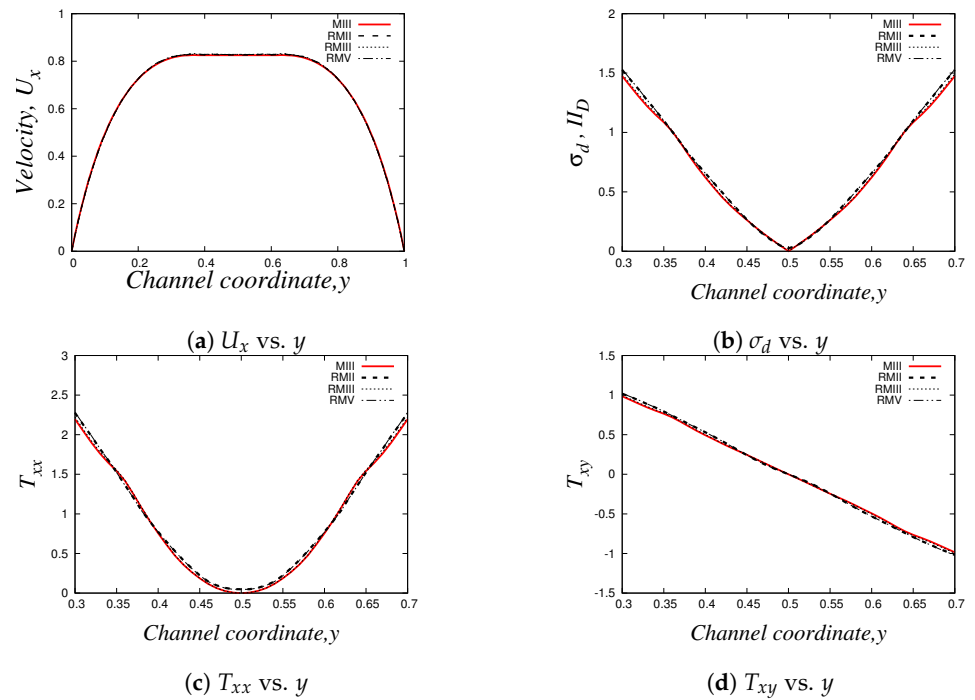 1
0.8
0.6
0.4
0.2
0
0 0.2 0.4 0.6 0.8 1
Velocity, U_x
Channel coordinate,y
MIII
RMII
RMIII
RMV
(a) U_x vs. y
2
1.5
1
0.5
0
0.3 0.35 0.4 0.45 0.5 0.55 0.6 0.65 0.7
σ_d , II_D
Channel coordinate,y
MIII
RMII
RMIII
RMV
(b) σ_d vs. y
3
2.5
2
1.5
1
0.5
0
0.3 0.35 0.4 0.45 0.5 0.55 0.6 0.65 0.7
T_xx
Channel coordinate,y
MIII
RMII
RMIII
RMV
(c) T_xx vs. y
1.5
1
0.5
0
-0.5
-1
-1.5
0.3 0.35 0.4 0.45 0.5 0.55 0.6 0.65 0.7
T_xy
Channel coordinate,y
MIII
RMII
RMIII
RMV
(d) T_xy vs. y